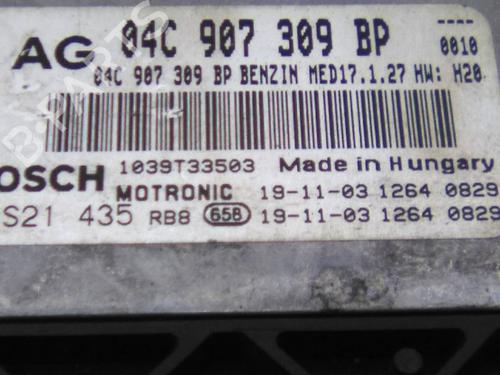 AG 04C 907 309 BP
0010
04C 907 309 BP BENZIN MED17.1.27 HW: H20
1039T33503 Made in Hungary
OSCH MOTRONIC 19-11-03 1264 0829
S21 435 RB8 658 19-11-03 1264 0829
B-PARTS